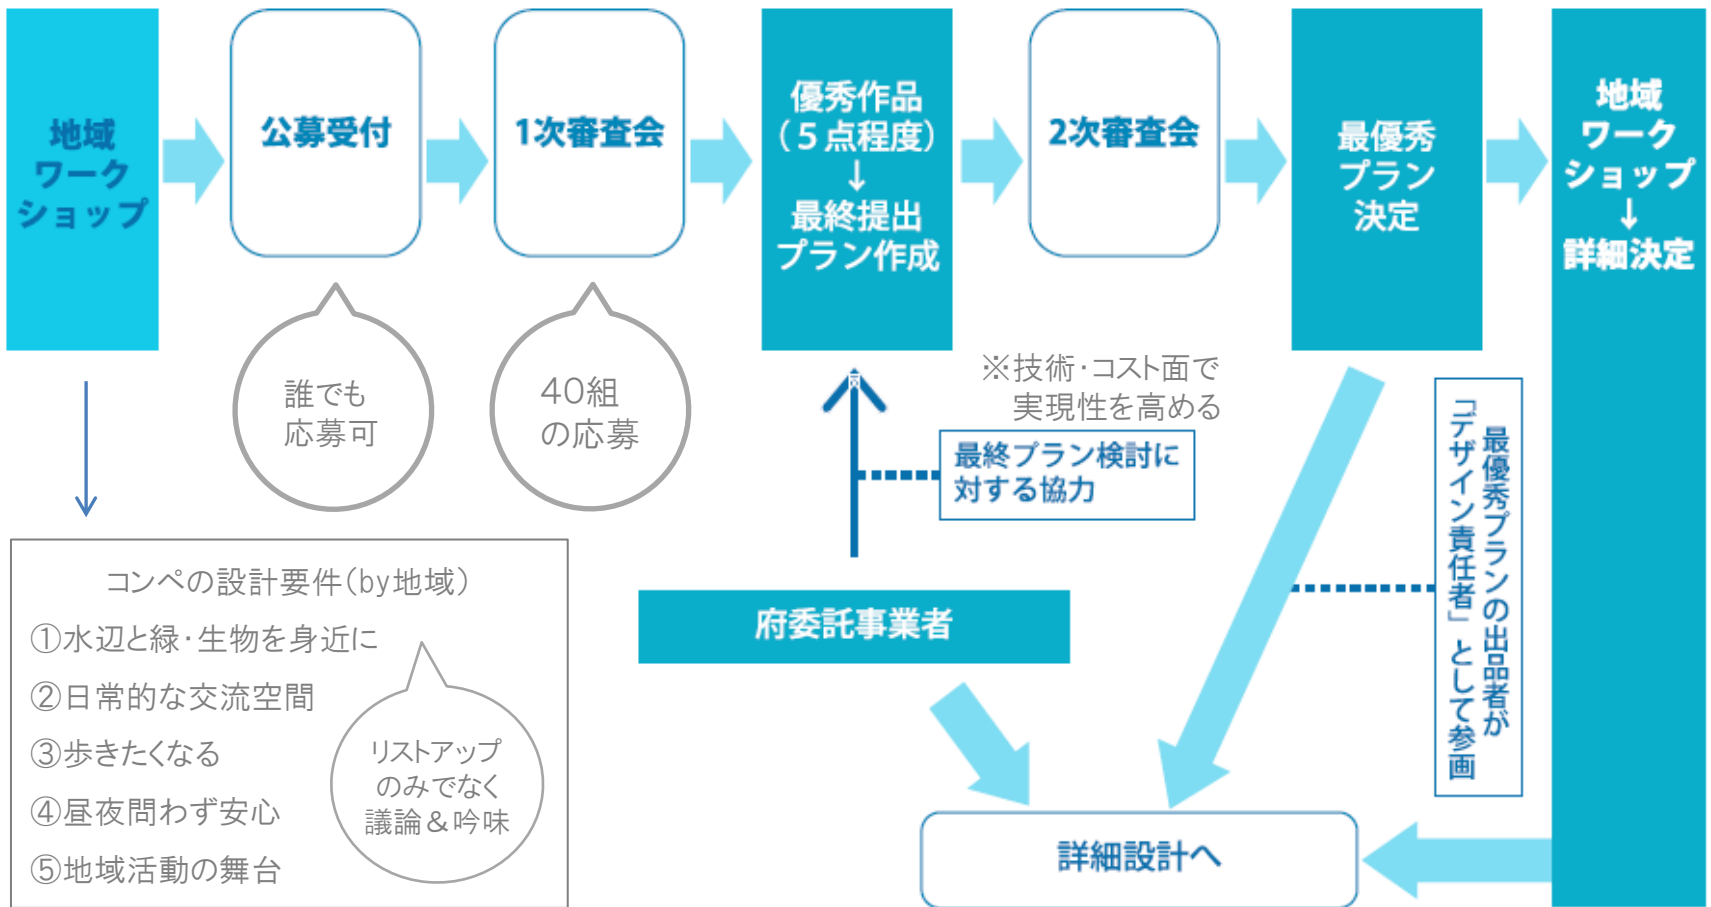 地域
ワーク
ショップ
公募受付
1次審査会
優秀作品
（５点程度）
↓
最終提出
プラン作成
2次審査会
最優秀
プラン
決定
地域
ワーク
ショップ
↓
詳細決定
誰でも
応募可
40組
の応募
※技術・コスト面で
実現性を高める
最終プラン検討に
対する協力
最優秀プランの出品者が
「デザイン責任者」として参画
府委託事業者
コンペの設計要件（by地域）
①水辺と緑・生物を身近に
②日常的な交流空間
③歩きたくなる
④昼夜問わず安心
⑤地域活動の舞台
リストアップ
のみでなく
議論＆吟味
詳細設計へ